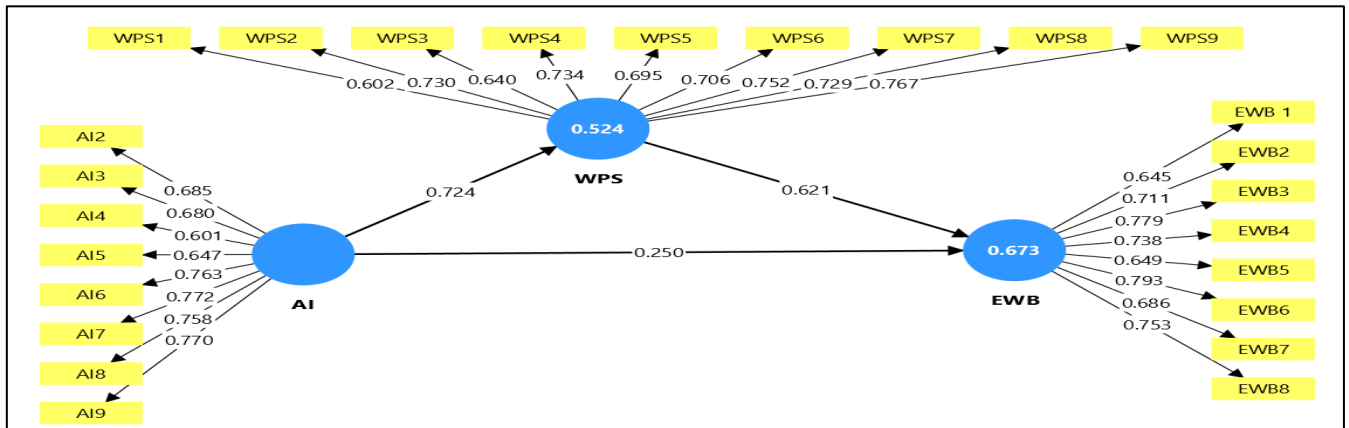 WPS1 WPS2 WPS3 WPS4 WPS5 WPS6 WPS7 WPS8 WPS9
0.602 0.730 0.640 0.734 0.695 0.706 0.752 0.729 0.767
0.524
WPS
AI2
AI3
AI4
AI5
AI6
AI7
AI8
AI9
0.685
0.680
0.601
0.647
0.763
0.772
0.758
0.770
AI
0.724
0.621
0.250
0.673
EWB
0.645
0.711
0.779
0.738
0.649
0.793
0.686
0.753
EWB 1
EWB2
EWB3
EWB4
EWB5
EWB6
EWB7
EWB8